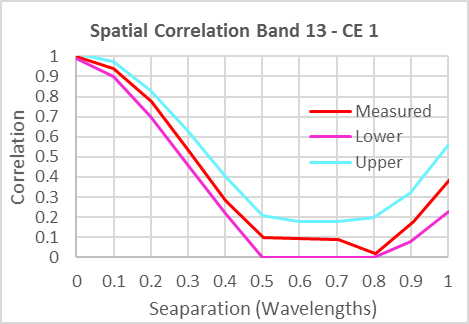 Spatial Correlation Band 13 - CE 1
1
0.9
0.8
0.7
0.6
0.5
0.4
0.3
0.2
0.1
0
Correlation
Measured
Lower
Upper
0 0.1 0.2 0.3 0.4 0.5 0.6 0.7 0.8 0.9 1
Seaparation (Wavelengths)